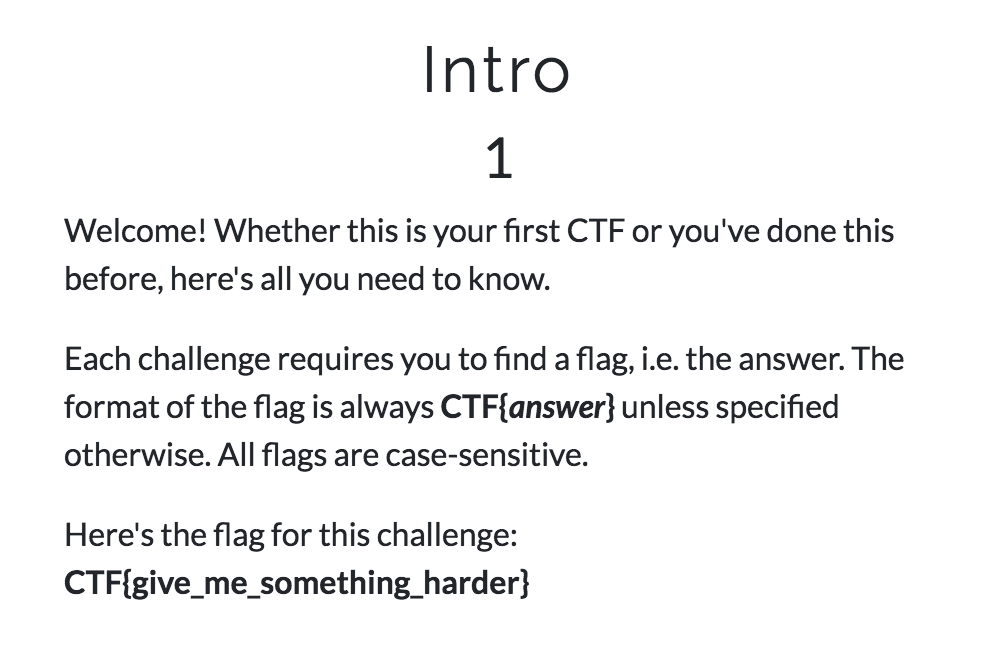 Intro
1
Welcome! Whether this is your first CTF or you've done this
before, here's all you need to know.
Each challenge requires you to find a flag, i.e. the answer. The
format of the flag is always CTF{answer} unless specified
otherwise. All flags are case-sensitive.
Here's the flag for this challenge:
CTF{give_me_something_harder}